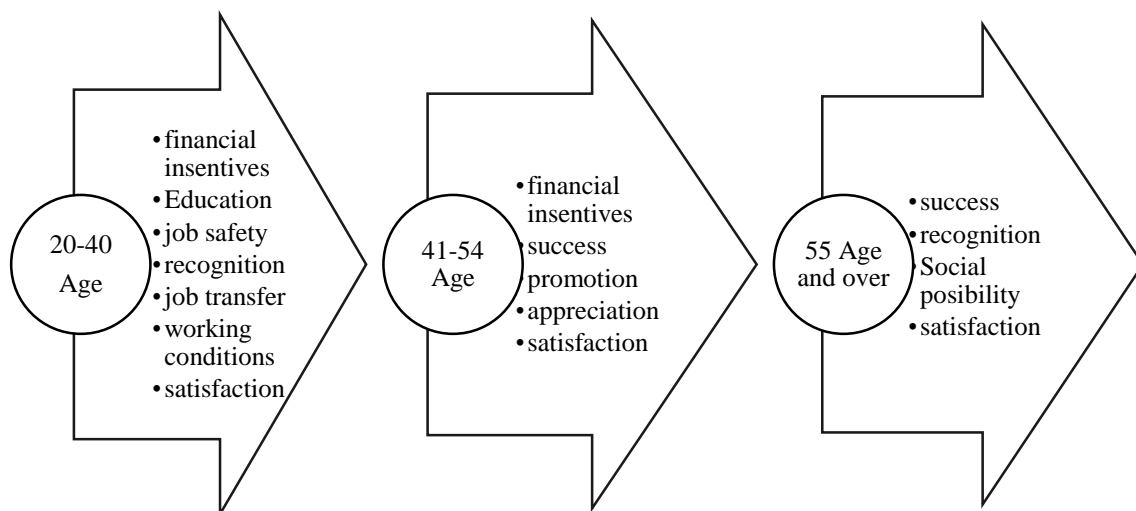 20-40
Age
•financial
insentives
•Education
•job safety
•recognition
•job transfer
•working
conditions
•satisfaction
41-54
Age
•financial
insentives
•success
•promotion
•appreciation
•satisfaction
55 Age
and over
•success
•recognition
•Social
posibility
•satisfaction